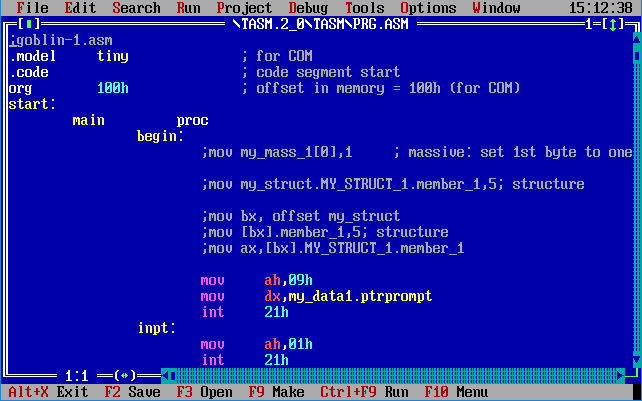 File Edit Search Run Project Debug Tools Options Window 15:12:38
[▮] \TASM.2_0\TASM\PRG.ASM 1=[↕]
;goblin-1.asm
.model tiny ; for COM
.code ; code segment start
org 100h ; offset in memory = 100h (for COM)
start:
main proc
begin:
;mov my_mass_1[0],1 ; massive: set 1st byte to one
;mov my_struct.MY_STRUCT_1.member_1,5; structure
;mov bx, offset my_struct
;mov [bx].member_1,5; structure
;mov ax,[bx].MY_STRUCT_1.member_1
mov ah,09h
mov dx,my_data1.ptrprompt
int 21h
inpt:
mov ah,01h
int 21h
1:1 (↔)
Alt+X Exit F2 Save F3 Open F9 Make Ctrl+F9 Run F10 Menu